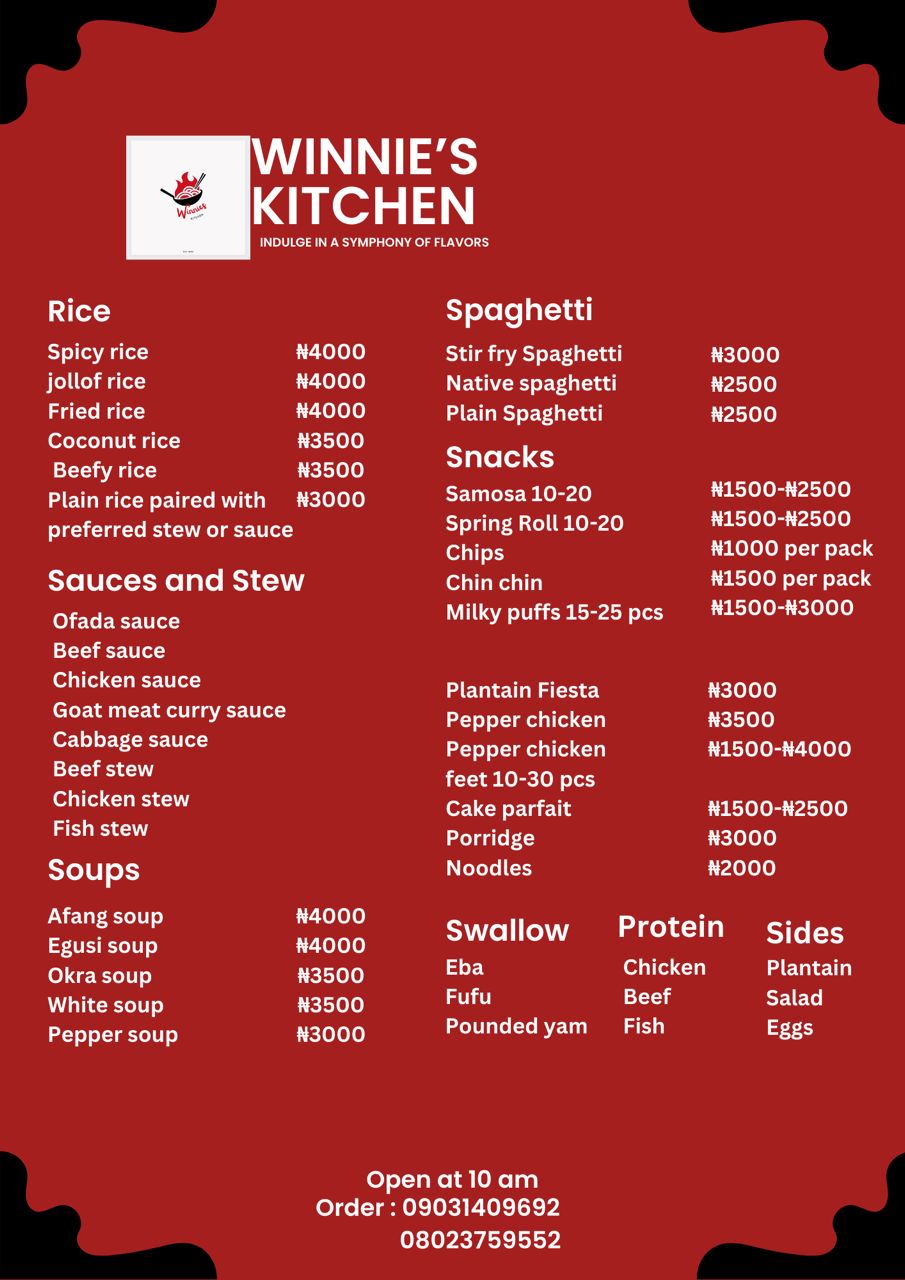 WINNIE'S
KITCHEN
INDULGE IN A SYMPHONY OF FLAVORS
Winnies
KITCHEN
Rice
Spicy rice ₦4000
jollof rice ₦4000
Fried rice ₦4000
Coconut rice ₦3500
Beefy rice ₦3500
Plain rice paired with ₦3000
preferred stew or sauce
Sauces and Stew
Ofada sauce
Beef sauce
Chicken sauce
Goat meat curry sauce
Cabbage sauce
Beef stew
Chicken stew
Fish stew
Soups
Afang soup ₦4000
Egusi soup ₦4000
Okra soup ₦3500
White soup ₦3500
Pepper soup ₦3000
Spaghetti
Stir fry Spaghetti ₦3000
Native spaghetti ₦2500
Plain Spaghetti ₦2500
Snacks
Samosa 10-20 ₦1500-₦2500
Spring Roll 10-20 ₦1500-₦2500
Chips ₦1000 per pack
Chin chin ₦1500 per pack
Milky puffs 15-25 pcs ₦1500-₦3000
Plantain Fiesta ₦3000
Pepper chicken ₦3500
Pepper chicken ₦1500-₦4000
feet 10-30 pcs
Cake parfait ₦1500-₦2500
Porridge ₦3000
Noodles ₦2000
Swallow
Eba
Fufu
Pounded yam
Protein
Chicken
Beef
Fish
Sides
Plantain
Salad
Eggs
Open at 10 am
Order : 09031409692
08023759552